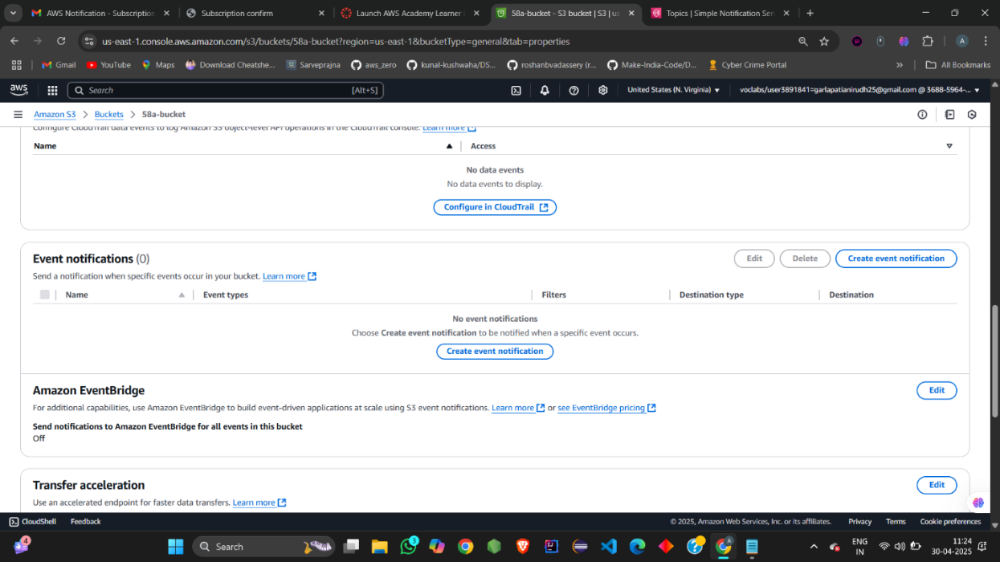 AWS Notification - Subscription
Subscription confirm
Launch AWS Academy Learner
58a-bucket - S3 bucket | S3 | us
Topics | Simple Notification Ser
us-east-1.console.aws.amazon.com/s3/buckets/58a-bucket?region=us-east-1&bucketType=general&tab=properties
A
Gmail
YouTube
Maps
Download Cheatshe...
Sarveprajna
aws_zero
kunal-kushwaha/DS...
roshanbvadassery (r...
Make-India-Code/D...
Cyber Crime Portal
»
All Bookmarks
aws
Search
[Alt+S]
United States (N. Virginia)
voclabs/user3891841=garlapatianirudh25@gmail.com @ 3688-5964-...
Amazon S3
Buckets
58a-bucket
Configure CloudTrail data events to log Amazon S3 object-level API operations in the CloudTrail console. Learn more
Name
Access
No data events
No data events to display.
Configure in CloudTrail
Event notifications (0)
Edit
Delete
Create event notification
Send a notification when specific events occur in your bucket. Learn more
Name
Event types
Filters
Destination type
Destination
No event notifications
Choose Create event notification to be notified when a specific event occurs.
Create event notification
Amazon EventBridge
Edit
For additional capabilities, use Amazon EventBridge to build event-driven applications at scale using S3 event notifications. Learn more or see EventBridge pricing
Send notifications to Amazon EventBridge for all events in this bucket
Off
Transfer acceleration
Edit
Use an accelerated endpoint for faster data transfers. Learn more
CloudShell
Feedback
© 2025, Amazon Web Services, Inc. or its affiliates.
Privacy
Terms
Cookie preferences
4
Search
3
ENG
IN
11:24
30-04-2025